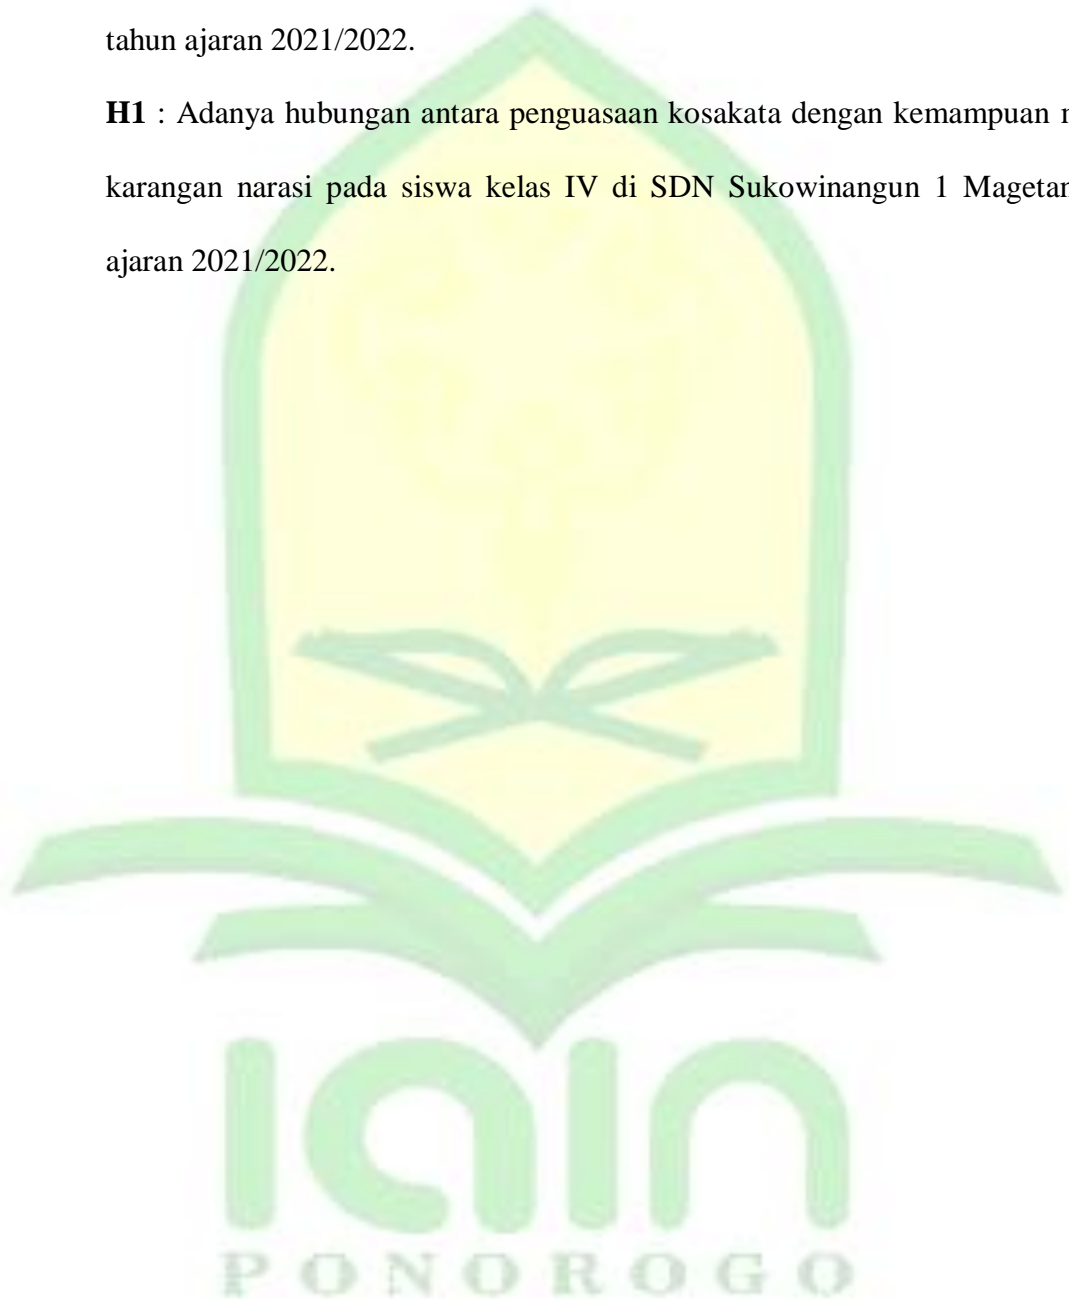 tahun ajaran 2021/2022.
H1 : Adanya hubungan antara penguasaan kosakata dengan kemampuan
karangan narasi pada siswa kelas IV di SDN Sukowinangun 1 Magetan
ajaran 2021/2022.
iain
PONOROGO